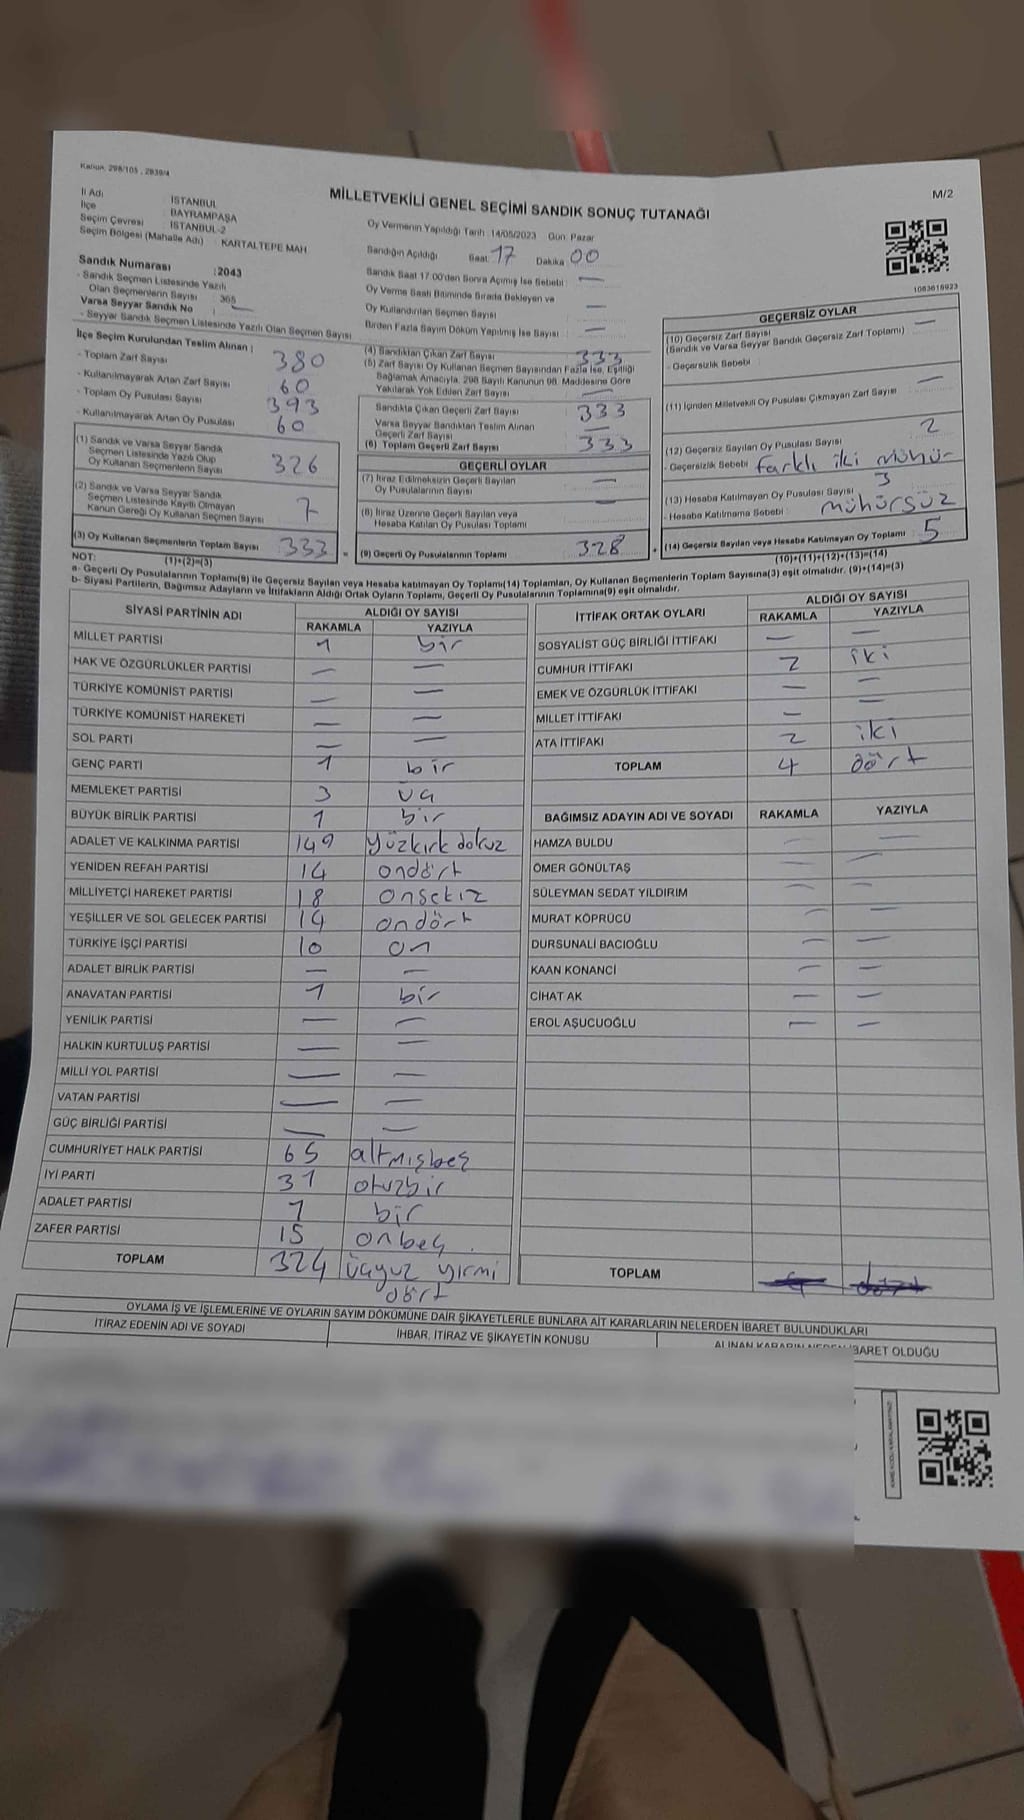 Kanun: 298/105 , 2839/4
M/2
MİLLETVEKİLİ GENEL SEÇİMİ SANDIK SONUÇ TUTANAĞI
İl Adı : İSTANBUL
İlçe : BAYRAMPAŞA
Seçim Çevresi : İSTANBUL-2
Seçim Bölgesi (Mahalle Adı) : KARTALTEPE MAH
Sandık Numarası : 2043
- Sandık Seçmen Listesinde Yazılı
Olan Seçmenlerin Sayısı : 365
Varsa Seyyar Sandık No : —
- Seyyar Sandık Seçmen Listesinde Yazılı Olan Seçmen Sayısı
İlçe Seçim Kurulundan Teslim Alınan :
- Toplam Zarf Sayısı 380
- Kullanılmayarak Artan Zarf Sayısı 60
- Toplam Oy Pusulası Sayısı 393
- Kullanılmayarak Artan Oy Pusulası 60
(1) Sandık ve Varsa Seyyar Sandık
Seçmen Listesinde Yazılı Olup
Oy Kullanan Seçmenlerin Sayısı 326
(2) Sandık ve Varsa Seyyar Sandık
Seçmen Listesinde Kayıtlı Olmayan
Kanun Gereği Oy Kullanan Seçmen Sayısı 7
(3) Oy Kullanan Seçmenlerin Toplam Sayısı 333 =
(1)+(2)=(3)
Oy Vermenin Yapıldığı Tarih :14/05/2023 Gün: Pazar
Sandığın Açıldığı Saat: 17 Dakika: 00
Sandık Saat 17:00'den Sonra Açılmış İse Sebebi : —
Oy Verme Saati Bitiminde Sırada Bekleyen ve
Oy Kullandırılan Seçmen Sayısı : —
Birden Fazla Sayım Döküm Yapılmış İse Sayısı : —
(4) Sandıktan Çıkan Zarf Sayısı 333
(5) Zarf Sayısı Oy Kullanan Seçmen Sayısından Fazla İse, Eşitliği
Sağlamak Amacıyla, 298 Sayılı Kanunun 98. Maddesine Göre
Yakılarak Yok Edilen Zarf Sayısı —
Sandıkta Çıkan Geçerli Zarf Sayısı 333
Varsa Seyyar Sandıktan Teslim Alınan
Geçerli Zarf Sayısı —
(6) Toplam Geçerli Zarf Sayısı 333
GEÇERLİ OYLAR
(7) İtiraz Edilmeksizin Geçerli Sayılan
Oy Pusulalarının Sayısı —
(8) İtiraz Üzerine Geçerli Sayılan veya
Hesaba Katılan Oy Pusulası Toplamı —
(9) Geçerli Oy Pusulalarının Toplamı 328 +
1083618923
GEÇERSİZ OYLAR
(10) Geçersiz Zarf Sayısı —
(Sandık ve Varsa Seyyar Sandık Geçersiz Zarf Toplamı)
- Geçersizlik Sebebi :
(11) İçinden Milletvekili Oy Pusulası Çıkmayan Zarf Sayısı —
(12) Geçersiz Sayılan Oy Pusulası Sayısı 2
- Geçersizlik Sebebi : farklı iki mühü-
(13) Hesaba Katılmayan Oy Pusulası Sayısı 3
- Hesaba Katılmama Sebebi : mühürsüz
(14) Geçersiz Sayılan veya Hesaba Katılmayan Oy Toplamı 5
(10)+(11)+(12)+(13)=(14)
NOT:
a- Geçerli Oy Pusulalarının Toplamı(9) ile Geçersiz Sayılan veya Hesaba katılmayan Oy Toplamı(14) Toplamları, Oy Kullanan Seçmenlerin Toplam Sayısına(3) eşit olmalıdır. (9)+(14)=(3)
b- Siyasi Partilerin, Bağımsız Adayların ve İttifakların Aldığı Ortak Oyların Toplamı, Geçerli Oy Pusulalarının Toplamına(9) eşit olmalıdır.
SİYASİ PARTİNİN ADI ALDIĞI OY SAYISI
RAKAMLA YAZIYLA
MİLLET PARTİSİ 1 bir
HAK VE ÖZGÜRLÜKLER PARTİSİ — —
TÜRKİYE KOMÜNİST PARTİSİ — —
TÜRKİYE KOMÜNİST HAREKETİ — —
SOL PARTİ — —
GENÇ PARTİ 1 bir
MEMLEKET PARTİSİ 3 üç
BÜYÜK BİRLİK PARTİSİ 1 bir
ADALET VE KALKINMA PARTİSİ 149 yüzkırk dokuz
YENİDEN REFAH PARTİSİ 14 ondört
MİLLİYETÇİ HAREKET PARTİSİ 18 onsekiz
YEŞİLLER VE SOL GELECEK PARTİSİ 14 ondört
TÜRKİYE İŞÇİ PARTİSİ 10 on
ADALET BİRLİK PARTİSİ — —
ANAVATAN PARTİSİ 1 bir
YENİLİK PARTİSİ — —
HALKIN KURTULUŞ PARTİSİ — —
MİLLİ YOL PARTİSİ — —
VATAN PARTİSİ — —
GÜÇ BİRLİĞİ PARTİSİ — —
CUMHURİYET HALK PARTİSİ 65 altmışbeş
İYİ PARTİ 31 otuzbir
ADALET PARTİSİ 1 bir
ZAFER PARTİSİ 15 onbeş
TOPLAM 324 üçyüz yirmi
dört
İTTİFAK ORTAK OYLARI ALDIĞI OY SAYISI
RAKAMLA YAZIYLA
SOSYALİST GÜÇ BİRLİĞİ İTTİFAKI — —
CUMHUR İTTİFAKI 2 iki
EMEK VE ÖZGÜRLÜK İTTİFAKI — —
MİLLET İTTİFAKI — —
ATA İTTİFAKI 2 iki
TOPLAM 4 dört
BAĞIMSIZ ADAYIN ADI VE SOYADI RAKAMLA YAZIYLA
HAMZA BULDU — —
ÖMER GÖNÜLTAŞ — —
SÜLEYMAN SEDAT YILDIRIM — —
MURAT KÖPRÜCÜ — —
DURSUNALİ BACIOĞLU — —
KAAN KONANCİ — —
CİHAT AK — —
EROL AŞUCUOĞLU — —
TOPLAM 4 dört
OYLAMA İŞ VE İŞLEMLERİNE VE OYLARIN SAYIM DÖKÜMÜNE DAİR ŞİKAYETLERLE BUNLARA AİT KARARLARIN NELERDEN İBARET BULUNDUKLARI
İTİRAZ EDENİN ADI VE SOYADI İHBAR, İTİRAZ VE ŞİKAYETİN KONUSU ALINAN KARARIN NEDEN İBARET OLDUĞU